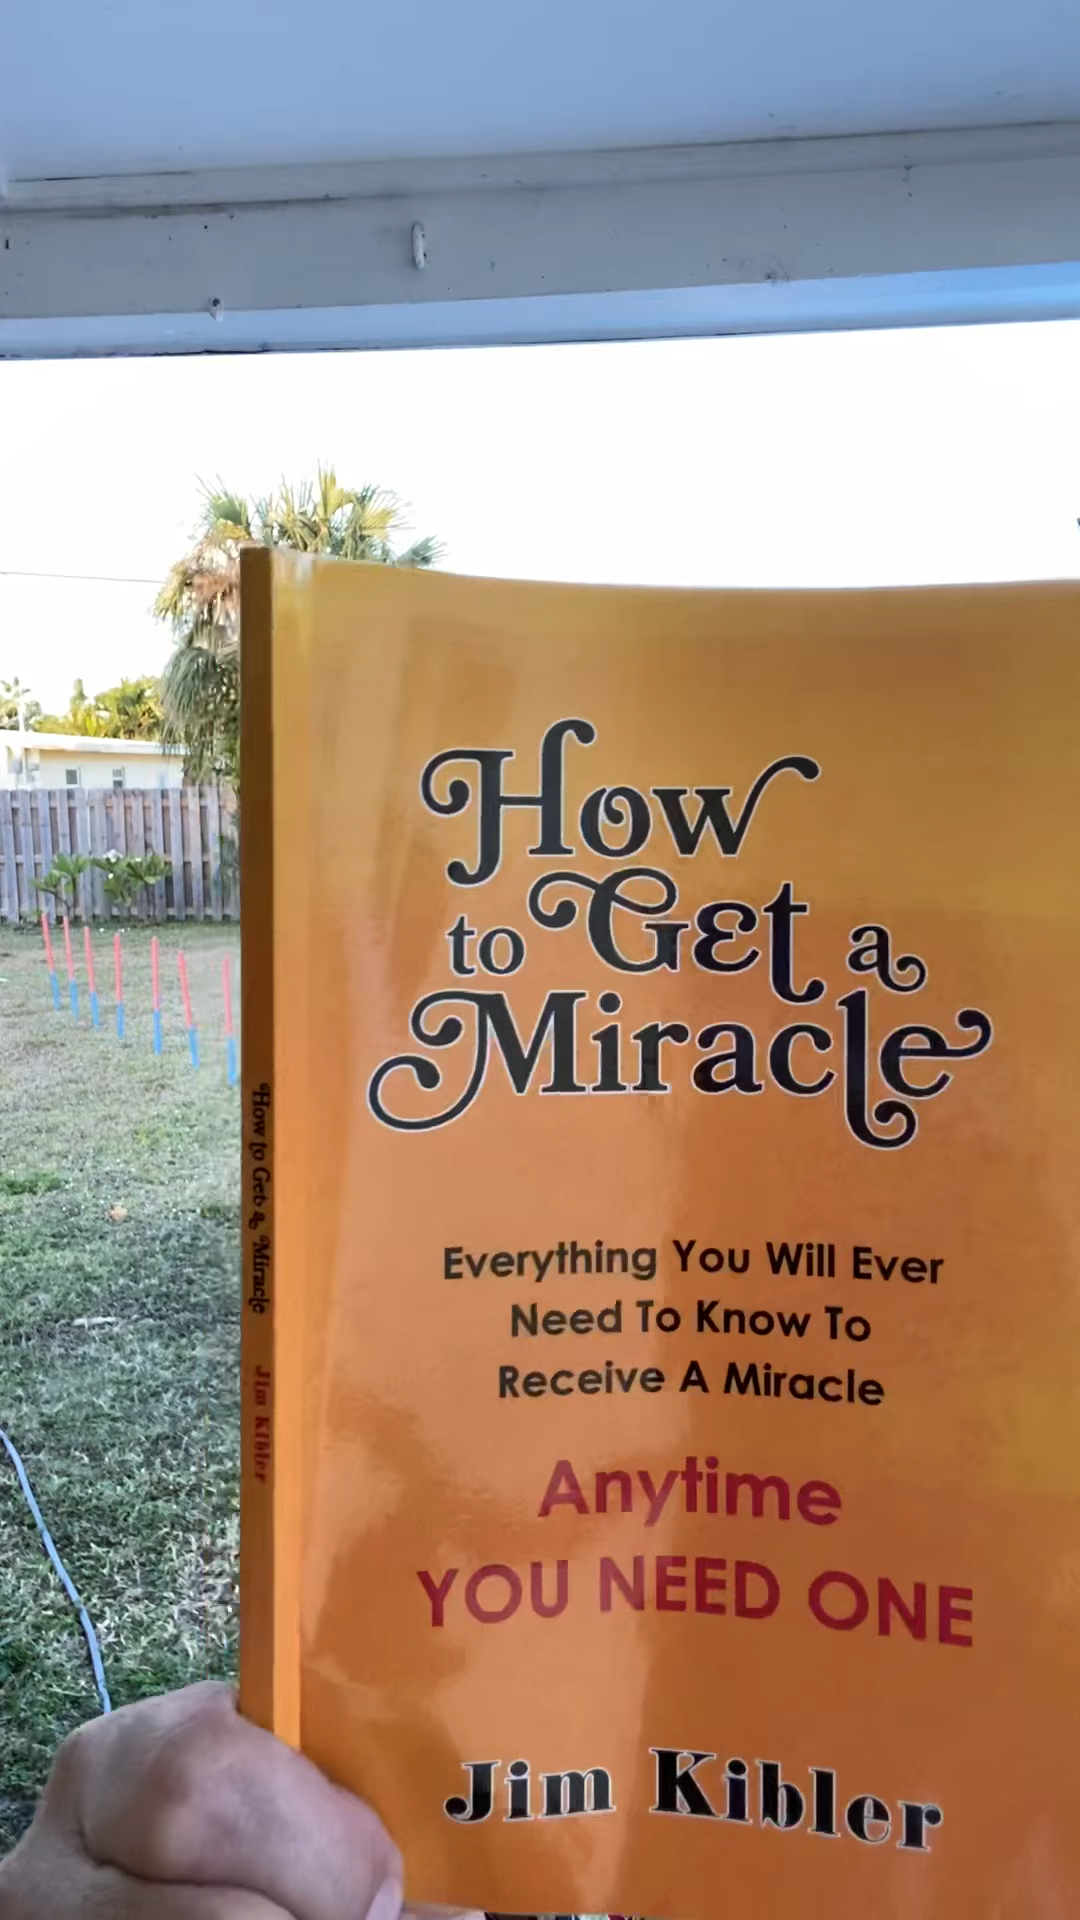 How
to Get a
Miracle
Everything You Will Ever
Need To Know To
Receive A Miracle
Anytime
YOU NEED ONE
Jim Kibler
How to Get a Miracle Jim Kibler